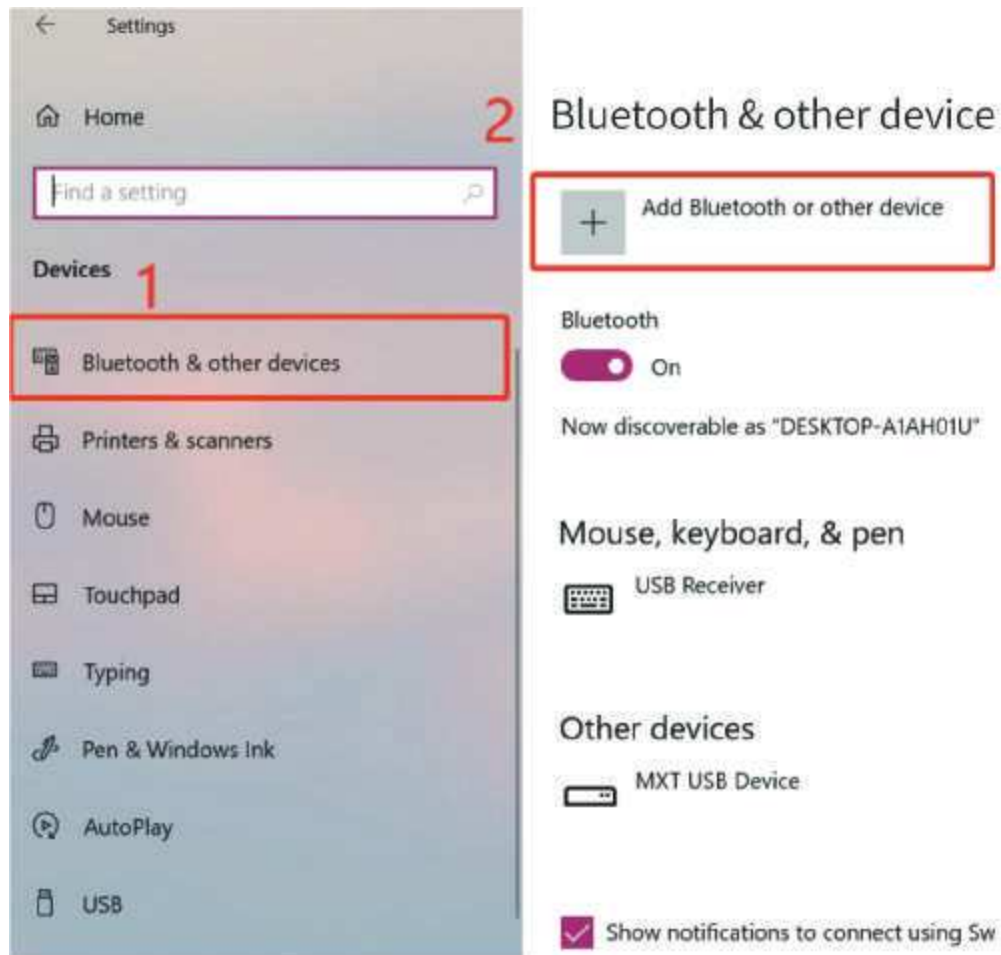 Settings
Home
Find a setting
Devices
1
Bluetooth & other devices
Printers & scanners
Mouse
Touchpad
Typing
Pen & Windows Ink
AutoPlay
USB
2
Bluetooth & other device
Add Bluetooth or other device
Bluetooth
On
Now discoverable as "DESKTOP-A1AH01U"
Mouse, keyboard, & pen
USB Receiver
Other devices
MXT USB Device
Show notifications to connect using Sw